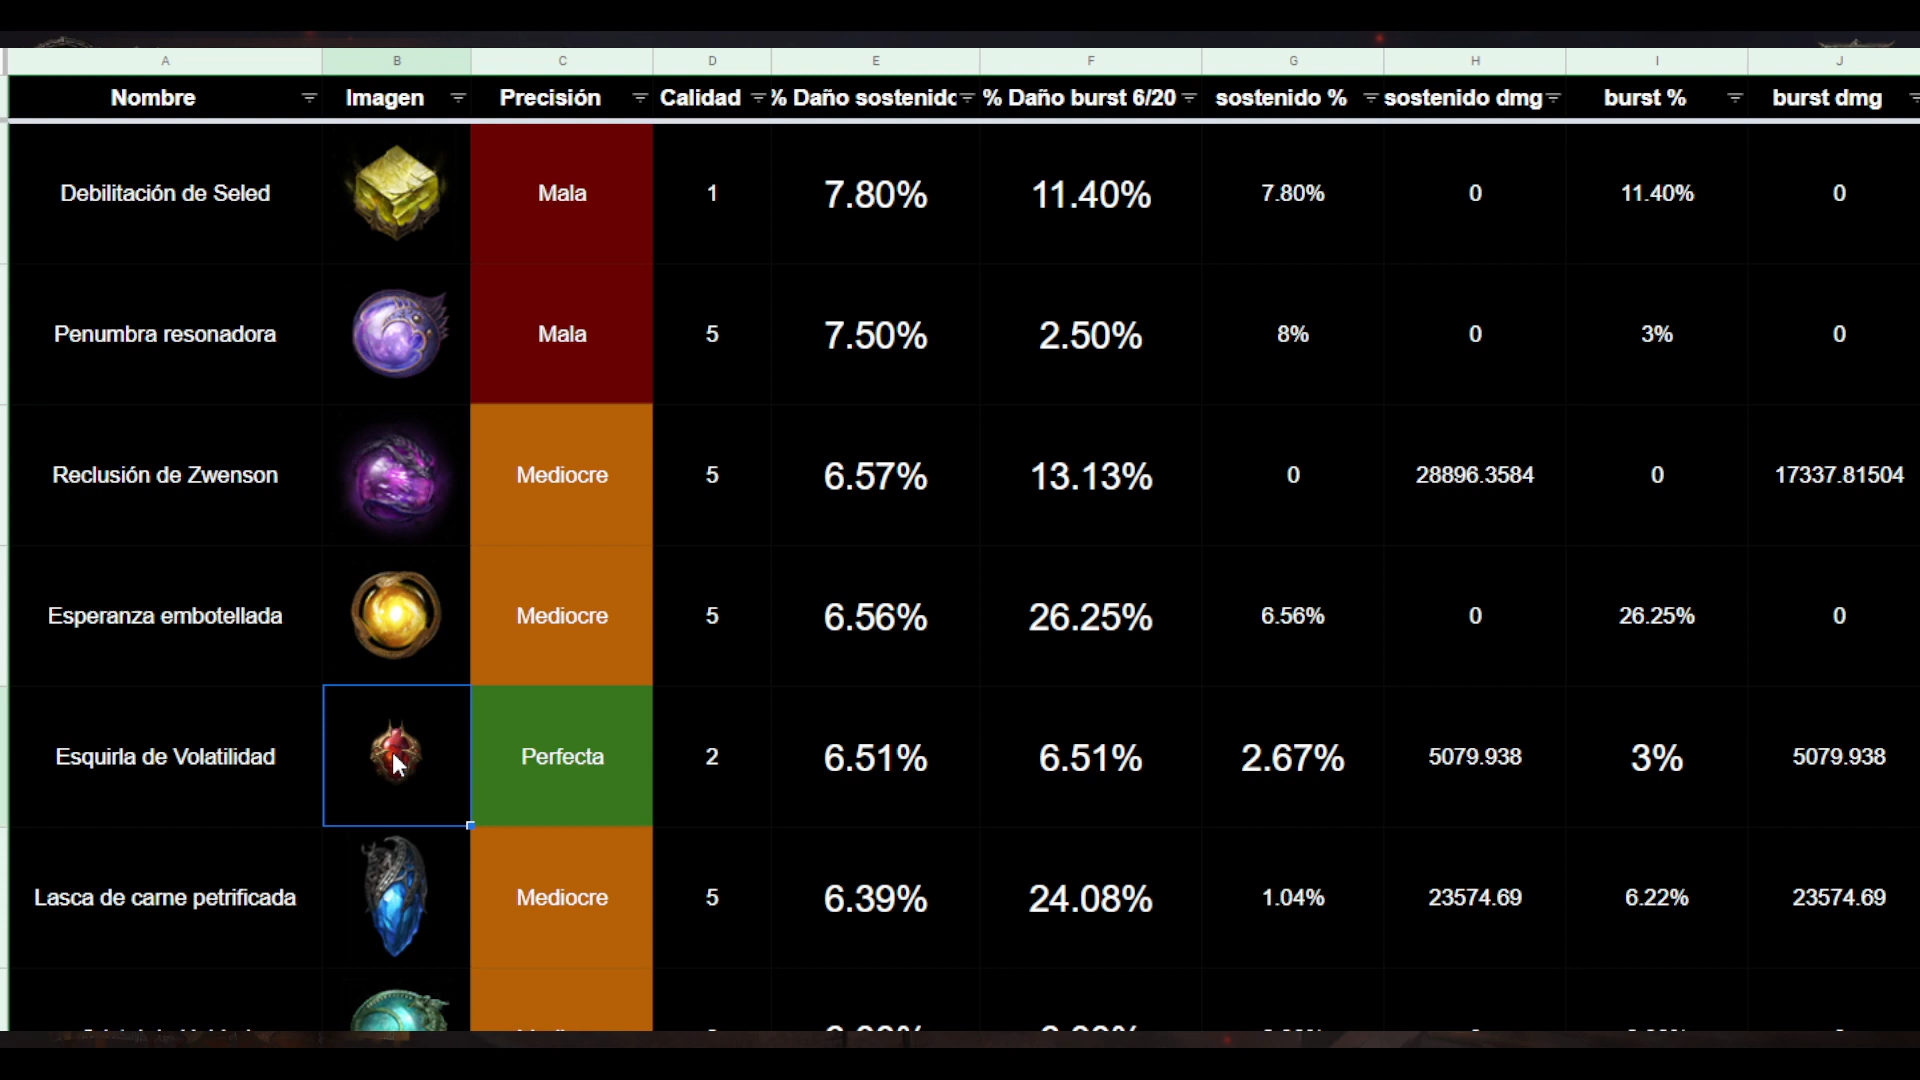 A B C D E F G H I J
Nombre Imagen Precisión Calidad % Daño sostenido % Daño burst 6/20 sostenido % sostenido dmg burst % burst dmg
Debilitación de Seled Mala 1 7.80% 11.40% 7.80% 0 11.40% 0
Penumbra resonadora Mala 5 7.50% 2.50% 8% 0 3% 0
Reclusión de Zwenson Mediocre 5 6.57% 13.13% 0 28896.3584 0 17337.81504
Esperanza embotellada Mediocre 5 6.56% 26.25% 6.56% 0 26.25% 0
Esquirla de Volatilidad Perfecta 2 6.51% 6.51% 2.67% 5079.938 3% 5079.938
Lasca de carne petrificada Mediocre 5 6.39% 24.08% 1.04% 23574.69 6.22% 23574.69